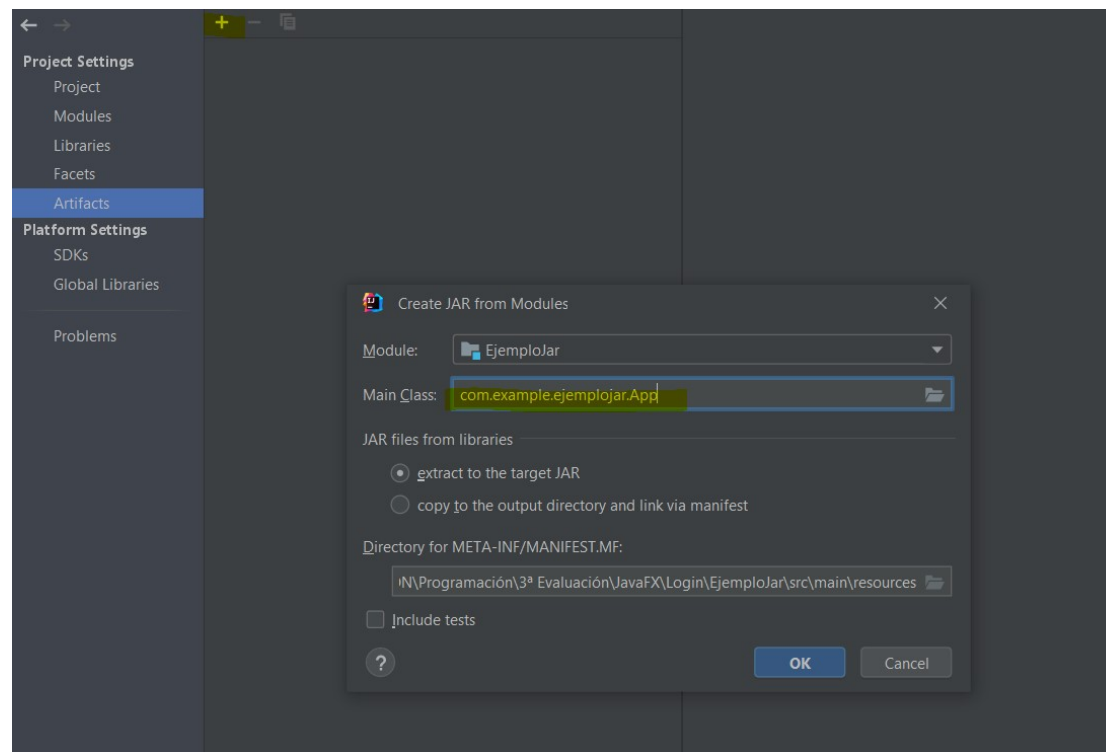 Project Settings
Project
Modules
Libraries
Facets
Artifacts
Platform Settings
SDKs
Global Libraries
Problems
Create JAR from Modules
Module: EjemploJar
Main Class: com.example.ejemplojar.App
JAR files from libraries
extract to the target JAR
copy to the output directory and link via manifest
Directory for META-INF/MANIFEST.MF:
N\Programación\3ª Evaluación\JavaFX\Login\EjemploJar\src\main\resources
Include tests
? OK Cancel